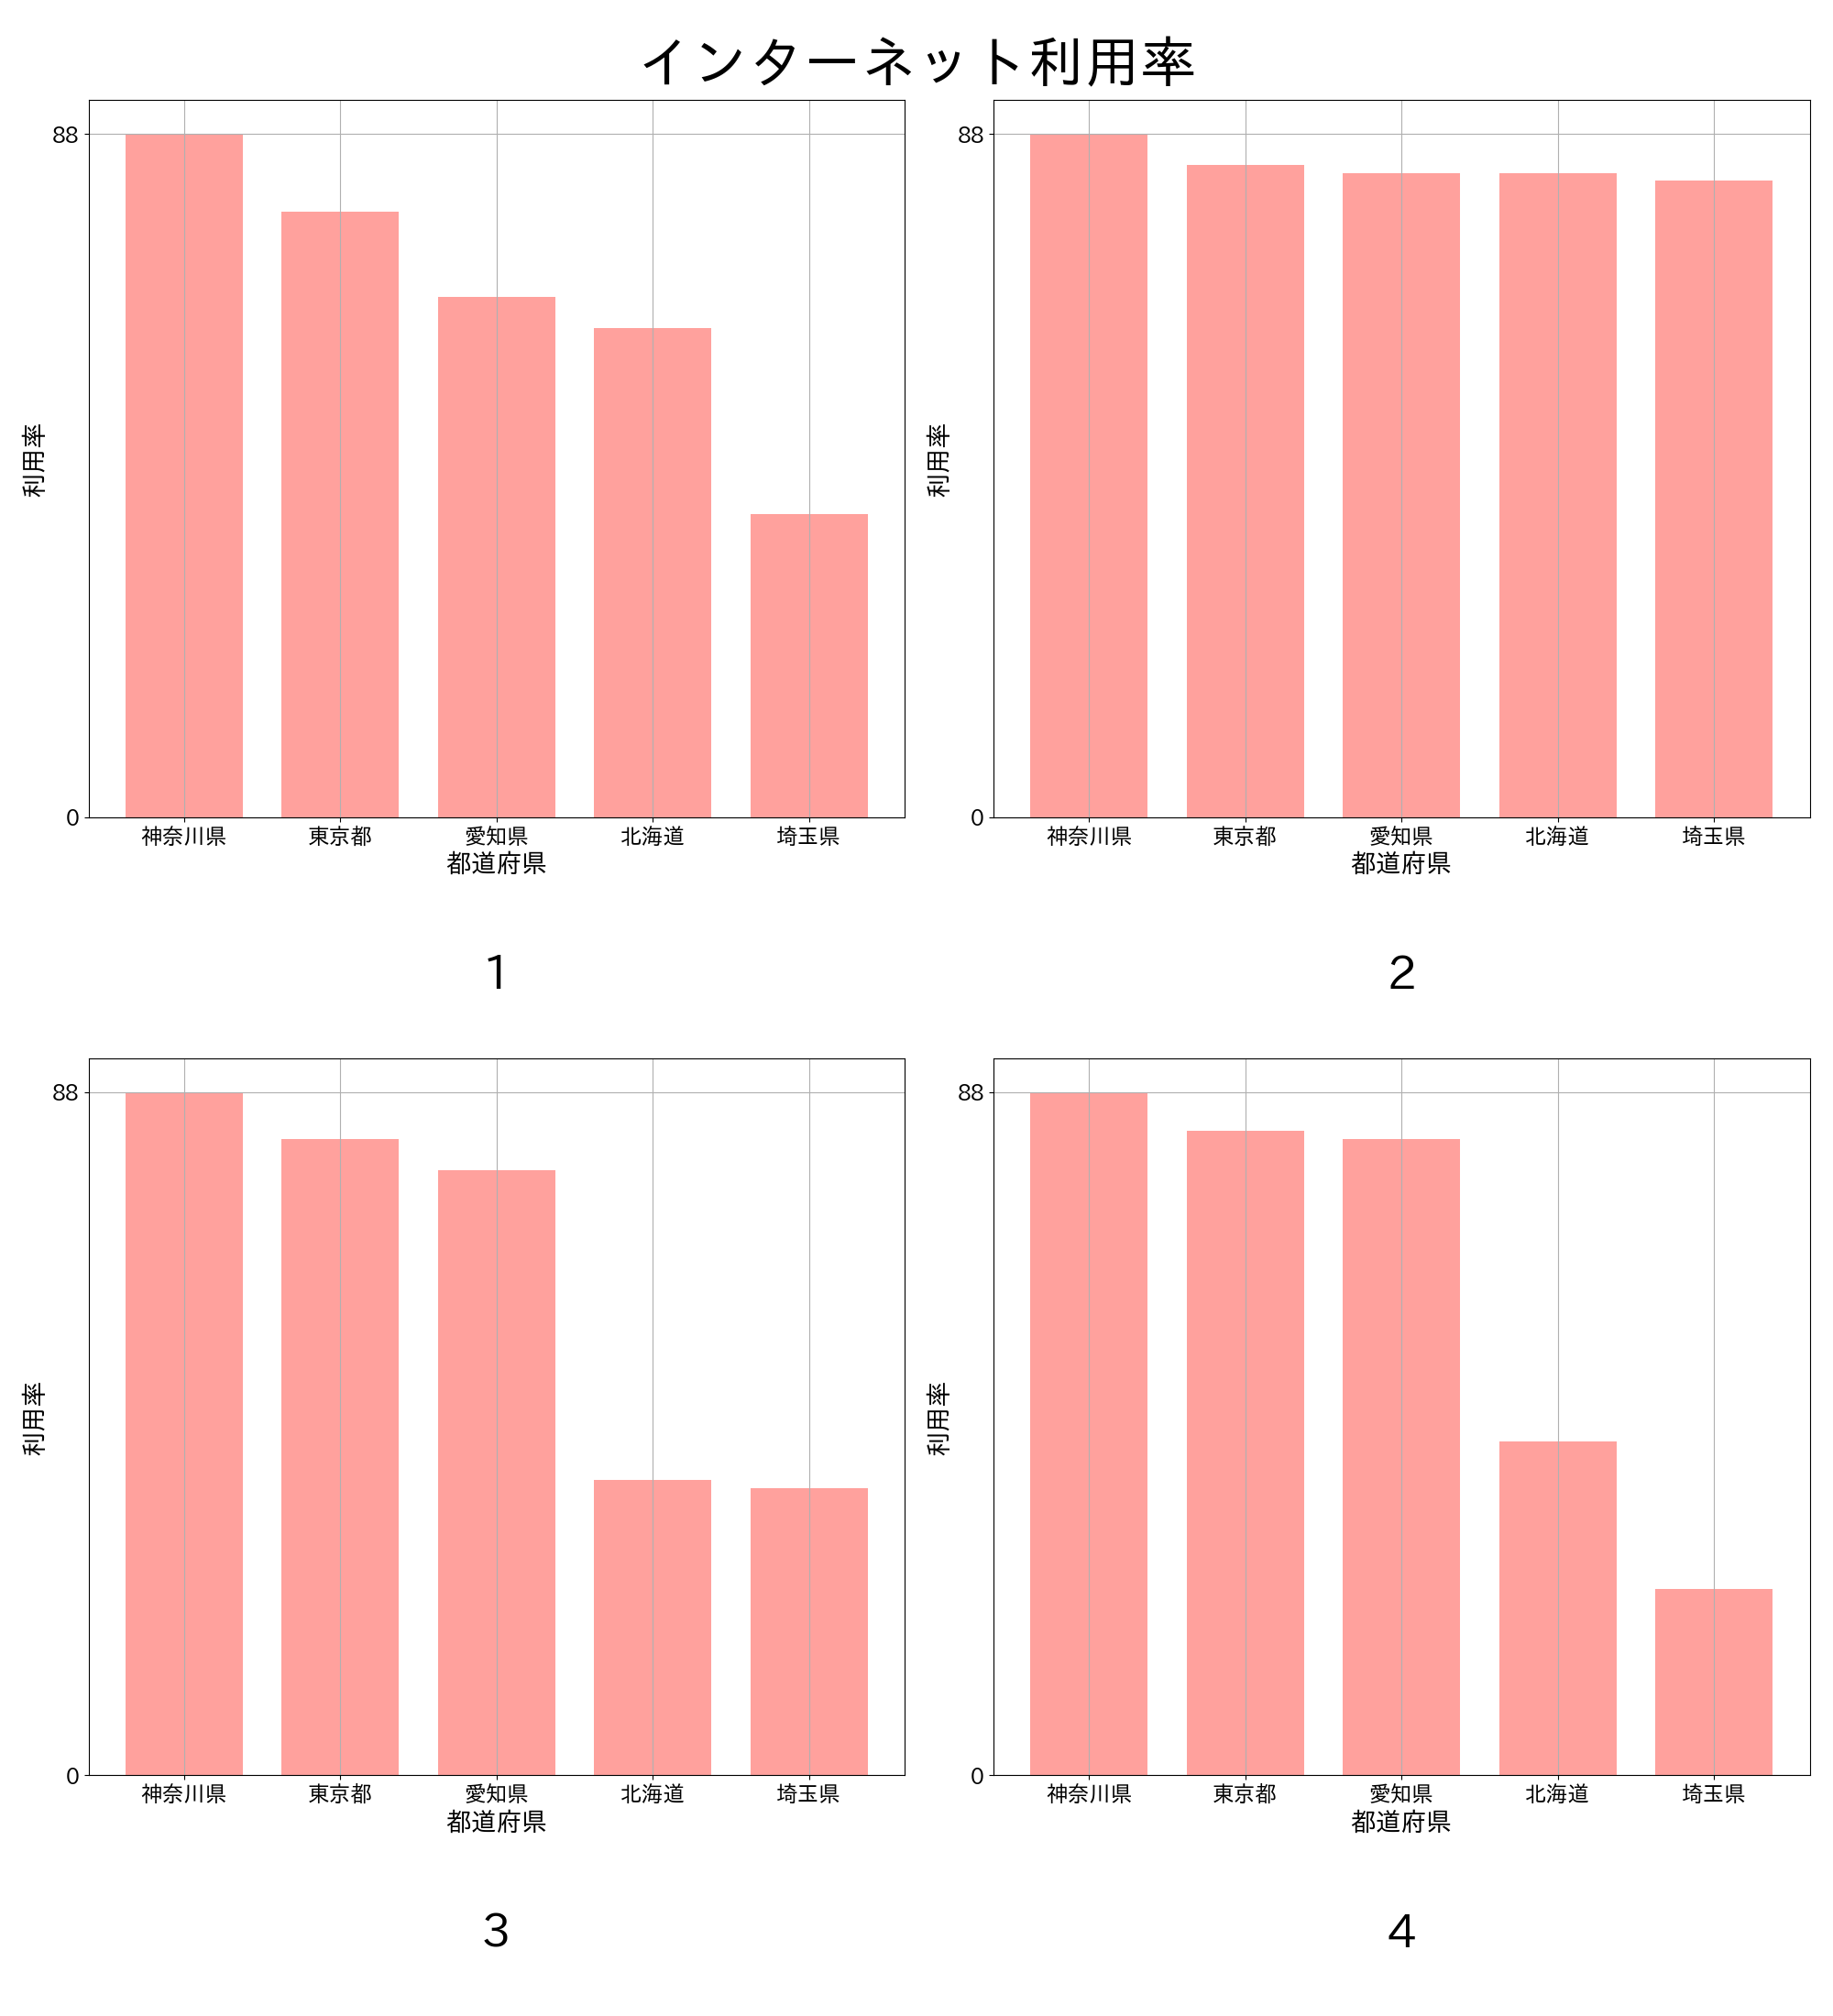 インターネット利用率
88
0
利用率
神奈川県 東京都 愛知県 北海道 埼玉県
都道府県
1
88
0
利用率
神奈川県 東京都 愛知県 北海道 埼玉県
都道府県
2
88
0
利用率
神奈川県 東京都 愛知県 北海道 埼玉県
都道府県
3
88
0
利用率
神奈川県 東京都 愛知県 北海道 埼玉県
都道府県
4